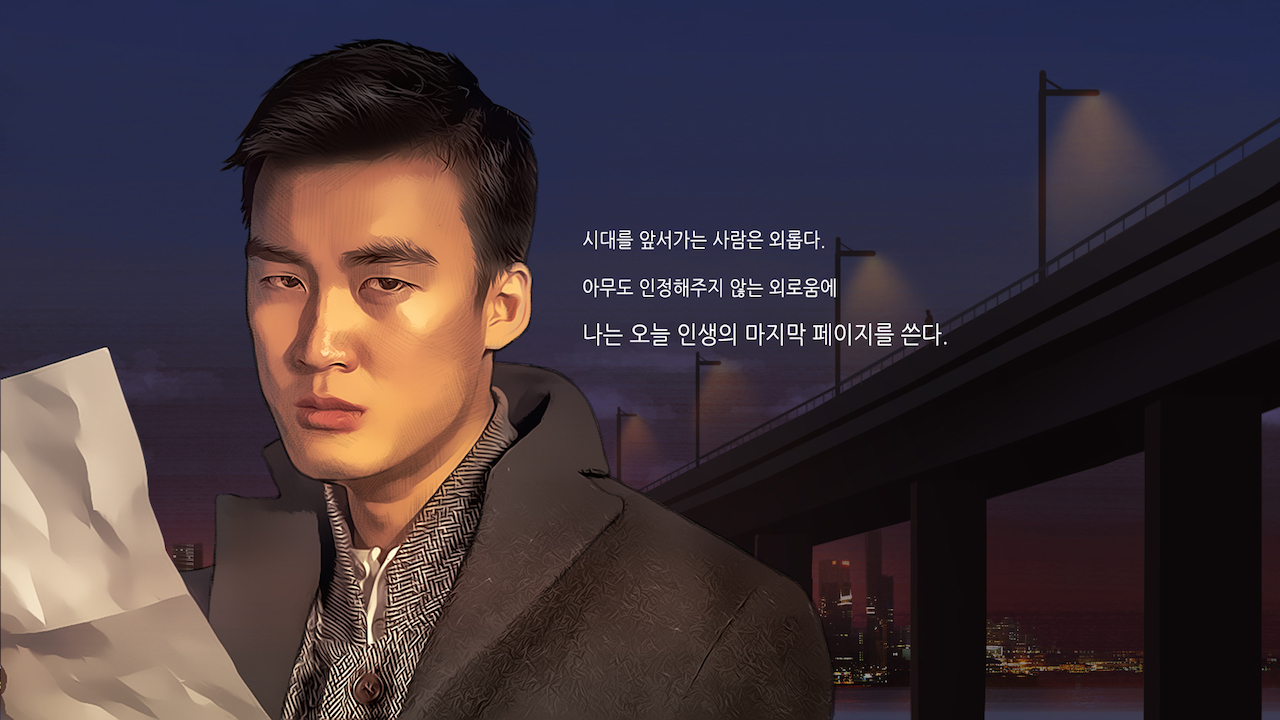 시대를 앞서가는 사람은 외롭다.
아무도 인정해주지 않는 외로움에
나는 오늘 인생의 마지막 페이지를 쓴다.